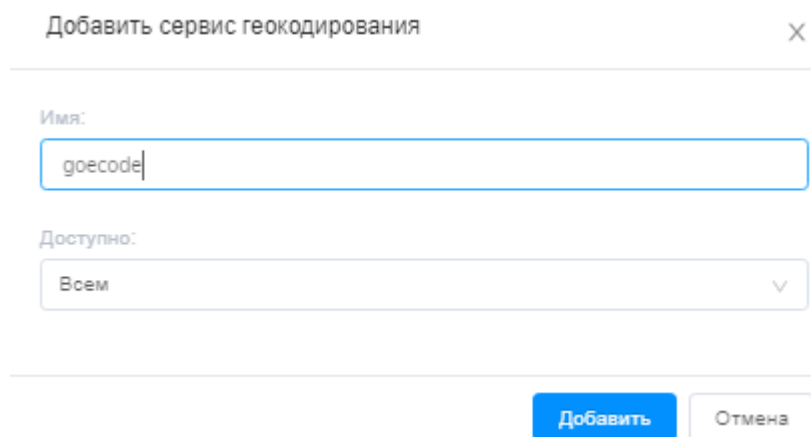 Добавить сервис геокодирования
Имя:
goecode
Доступно:
Всем
Добавить Отмена